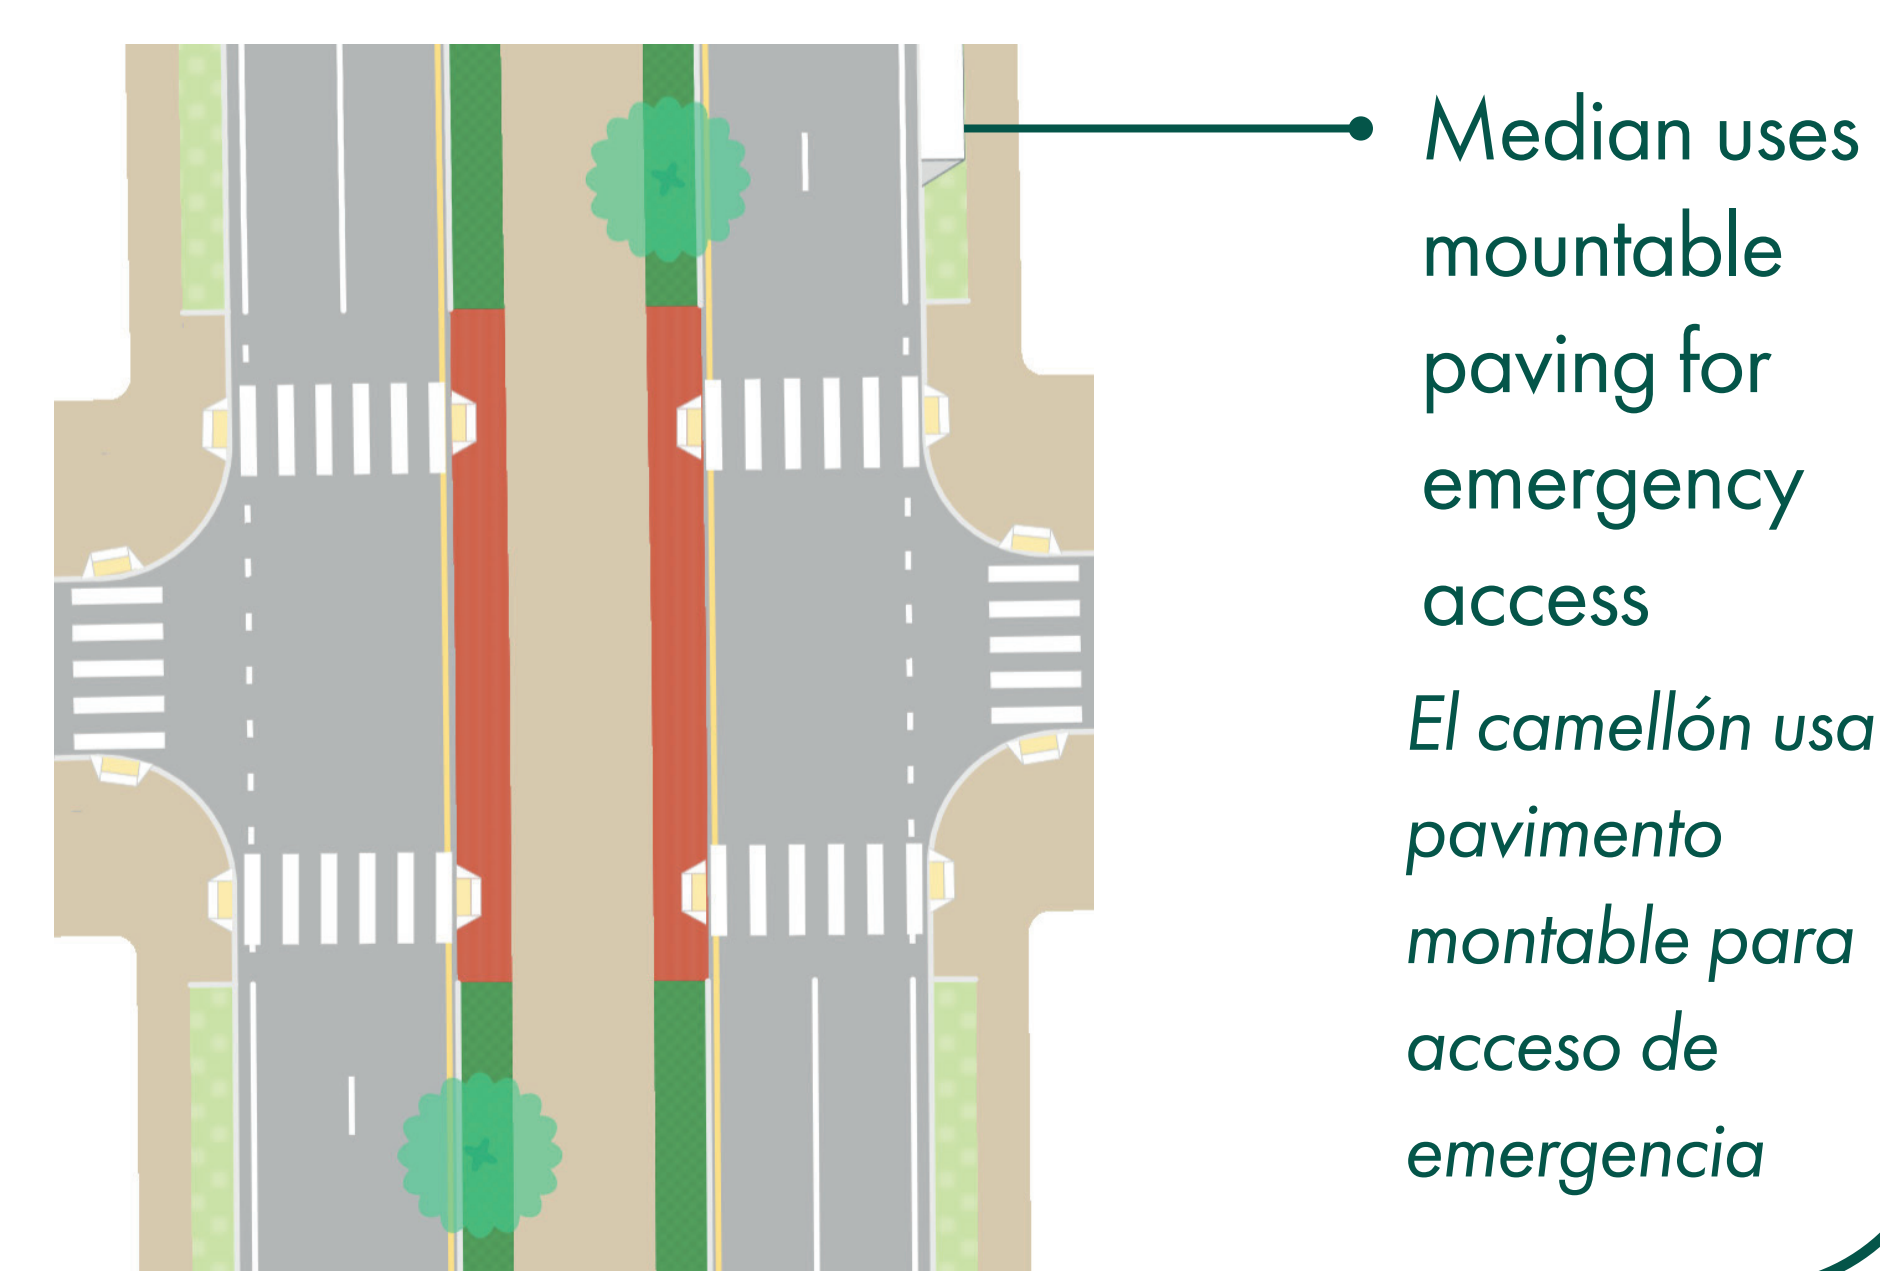 Median uses
mountable
paving for
emergency
access
El camellón usa
pavimento
montable para
acceso de
emergencia